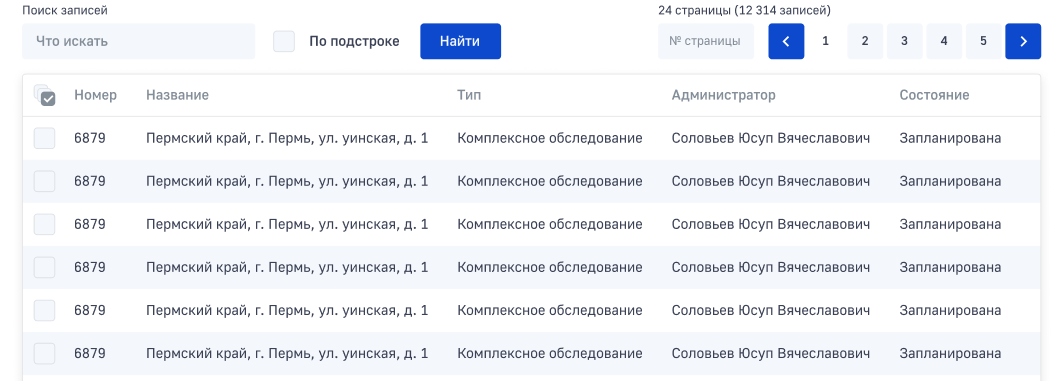 Поиск записей
24 страницы (12 314 записей)
Что искать По подстроке Найти № страницы 1 2 3 4 5
Номер Название Тип Администратор Состояние
6879 Пермский край, г. Пермь, ул. уинская, д. 1 Комплексное обследование Соловьев Юсуп Вячеславович Запланирована
6879 Пермский край, г. Пермь, ул. уинская, д. 1 Комплексное обследование Соловьев Юсуп Вячеславович Запланирована
6879 Пермский край, г. Пермь, ул. уинская, д. 1 Комплексное обследование Соловьев Юсуп Вячеславович Запланирована
6879 Пермский край, г. Пермь, ул. уинская, д. 1 Комплексное обследование Соловьев Юсуп Вячеславович Запланирована
6879 Пермский край, г. Пермь, ул. уинская, д. 1 Комплексное обследование Соловьев Юсуп Вячеславович Запланирована
6879 Пермский край, г. Пермь, ул. уинская, д. 1 Комплексное обследование Соловьев Юсуп Вячеславович Запланирована